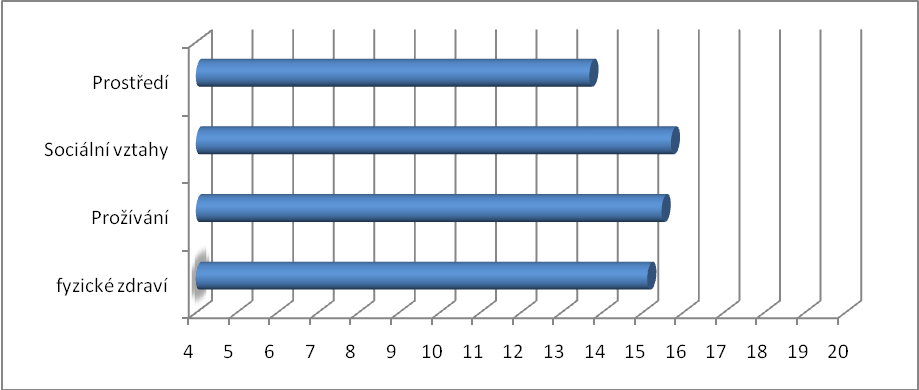 Prostředí
Sociální vztahy
Prožívání
fyzické zdraví
4 5 6 7 8 9 10 11 12 13 14 15 16 17 18 19 20